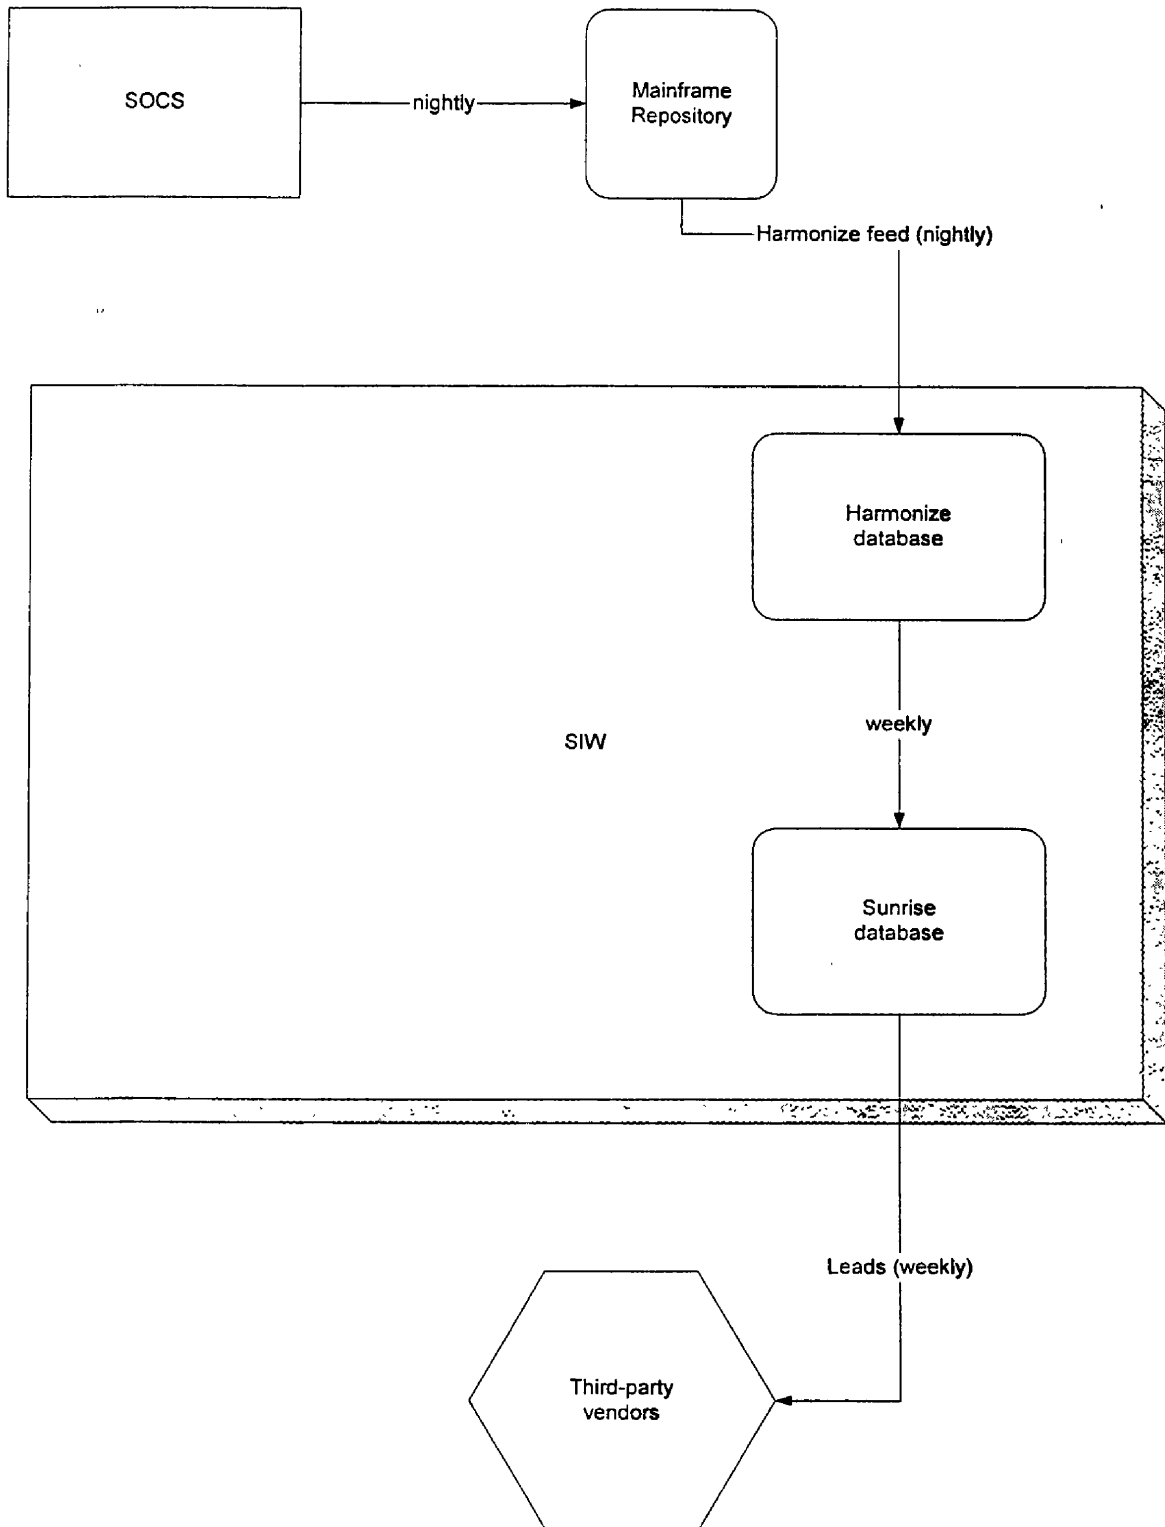 SOCS
nightly
Mainframe
Repository
Harmonize feed (nightly)
Harmonize
database
weekly
SIW
Sunrise
database
Leads (weekly)
Third-party
vendors